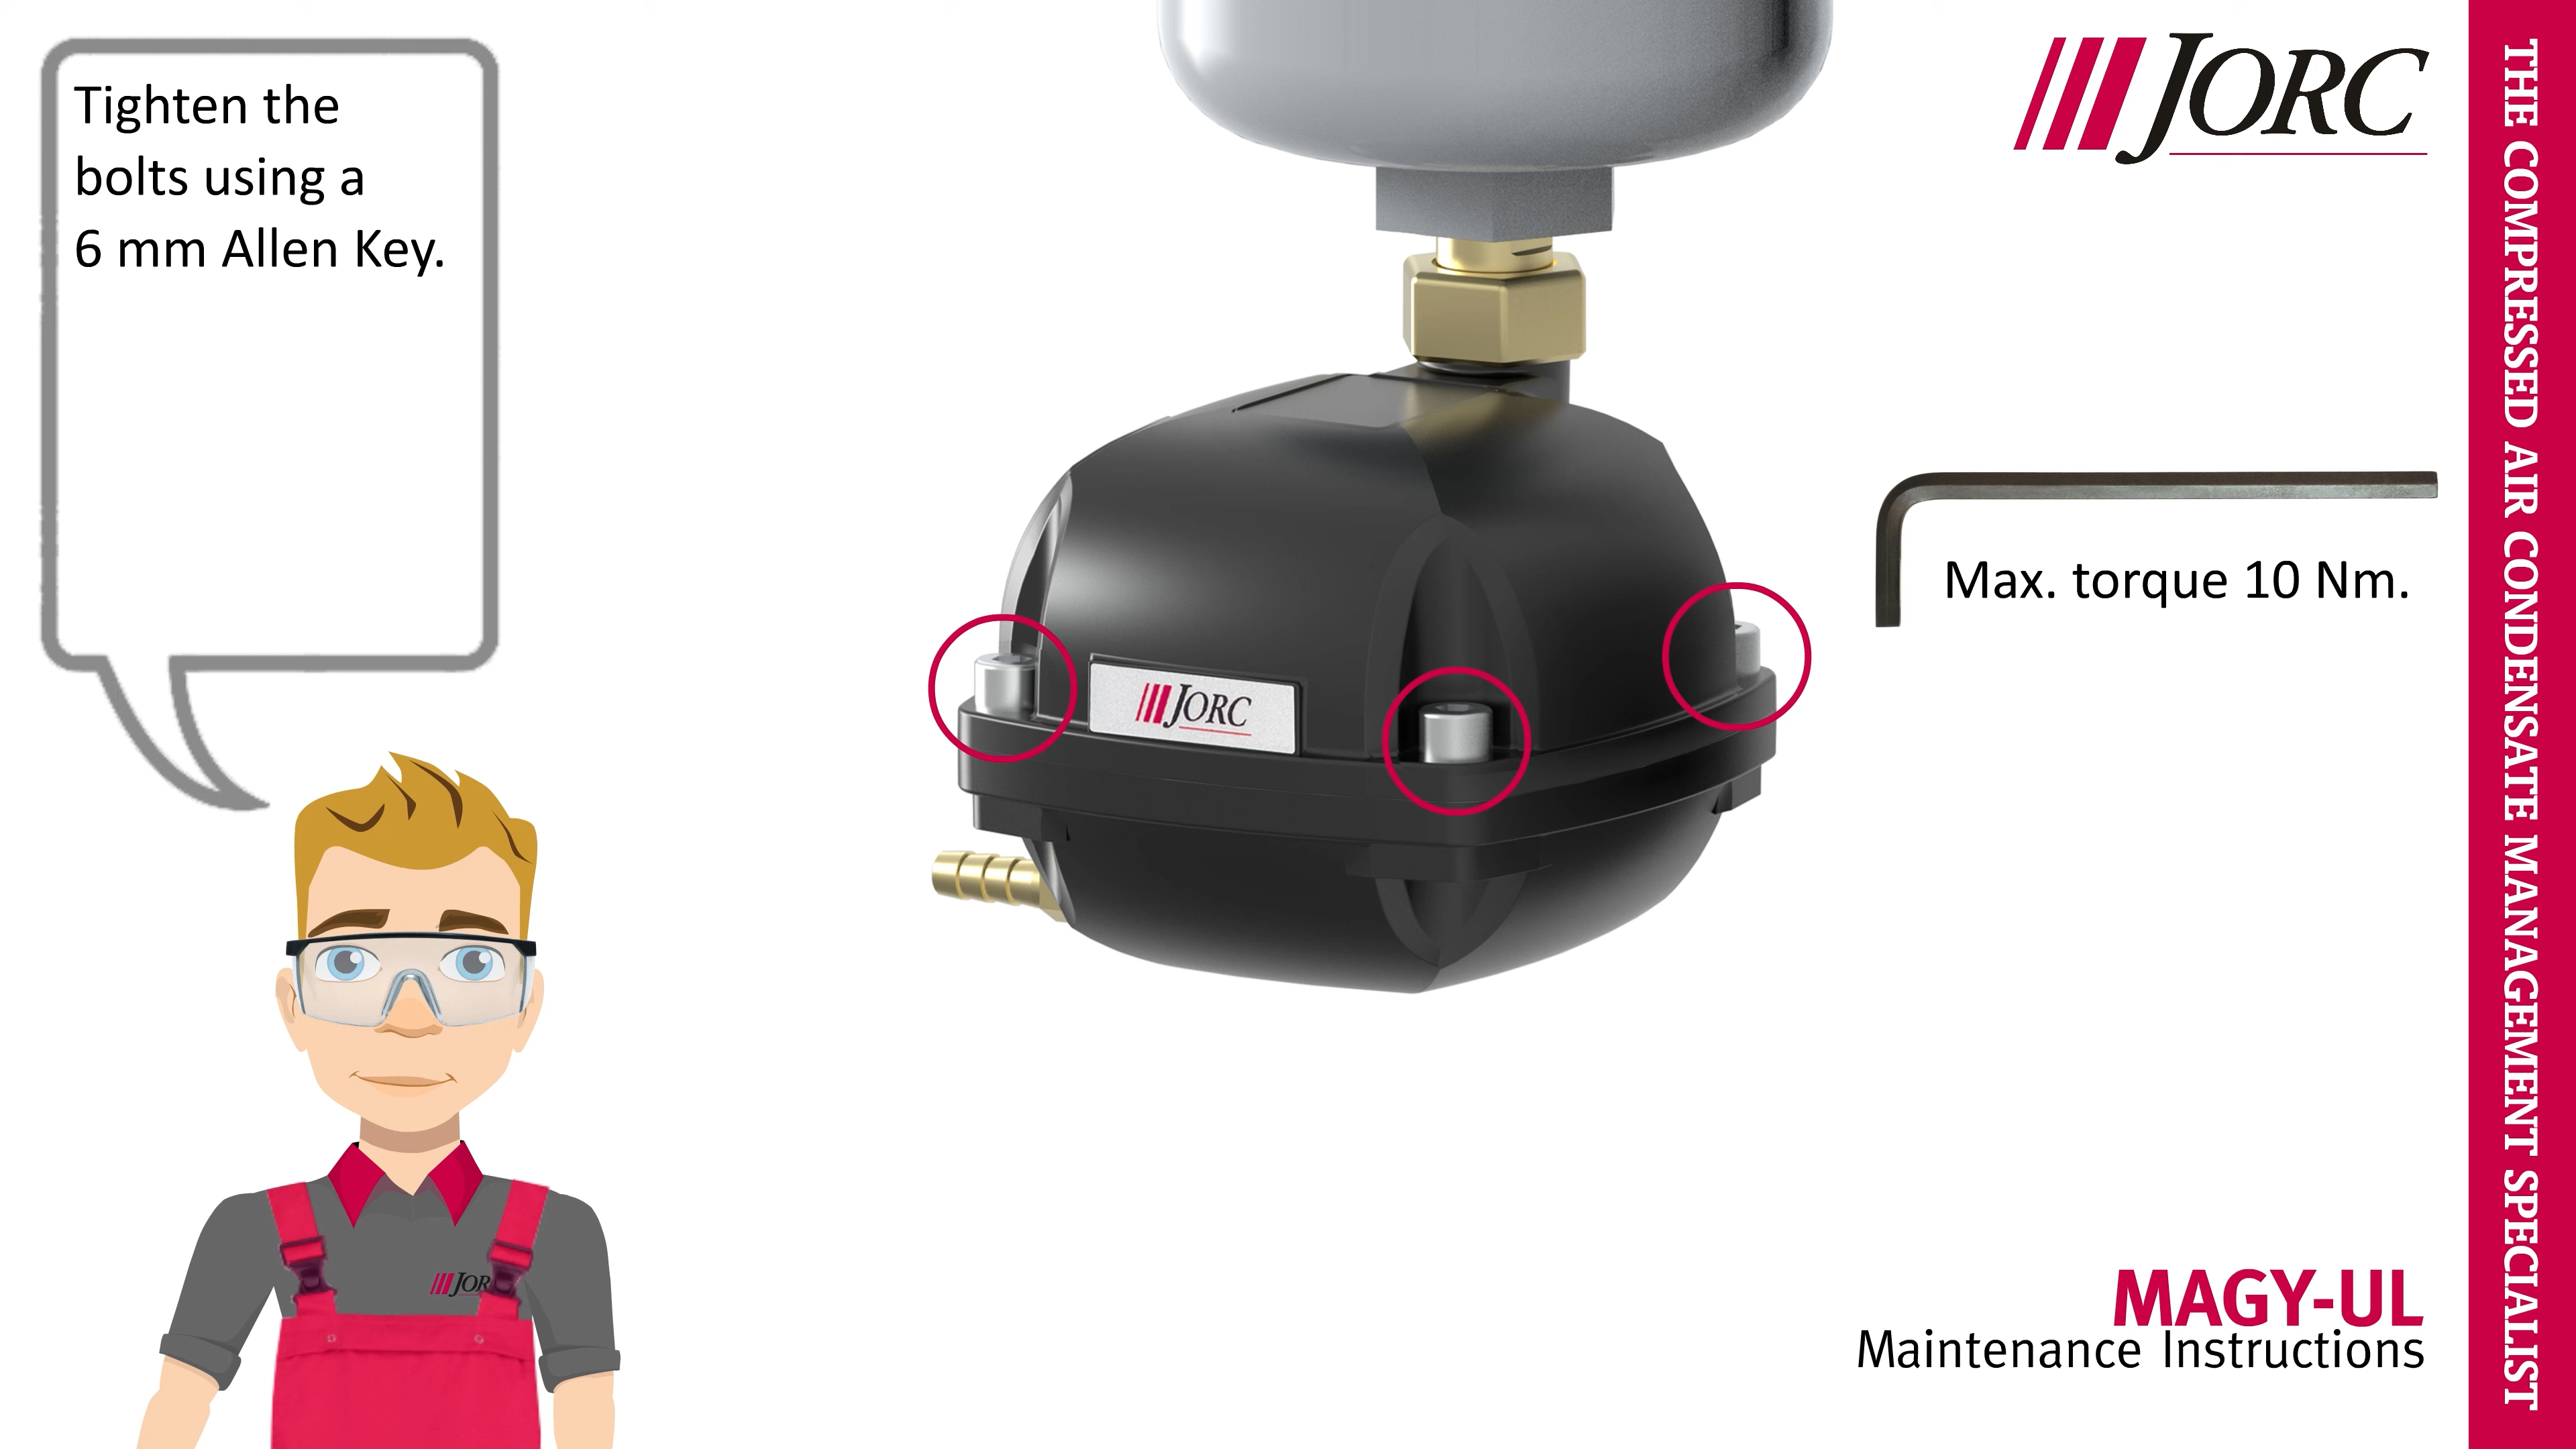 Tighten the
bolts using a
6 mm Allen Key.
JORC
Max. torque 10 Nm.
JORC
JOR
MAGY-UL
Maintenance Instructions
THE COMPRESSED AIR CONDENSATE MANAGEMENT SPECIALIST